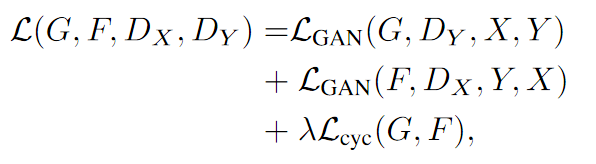 ℒ(G, F, D_X, D_Y) =ℒ_GAN(G, D_Y, X, Y)
+ ℒ_GAN(F, D_X, Y, X)
+ λℒ_cyc(G, F),